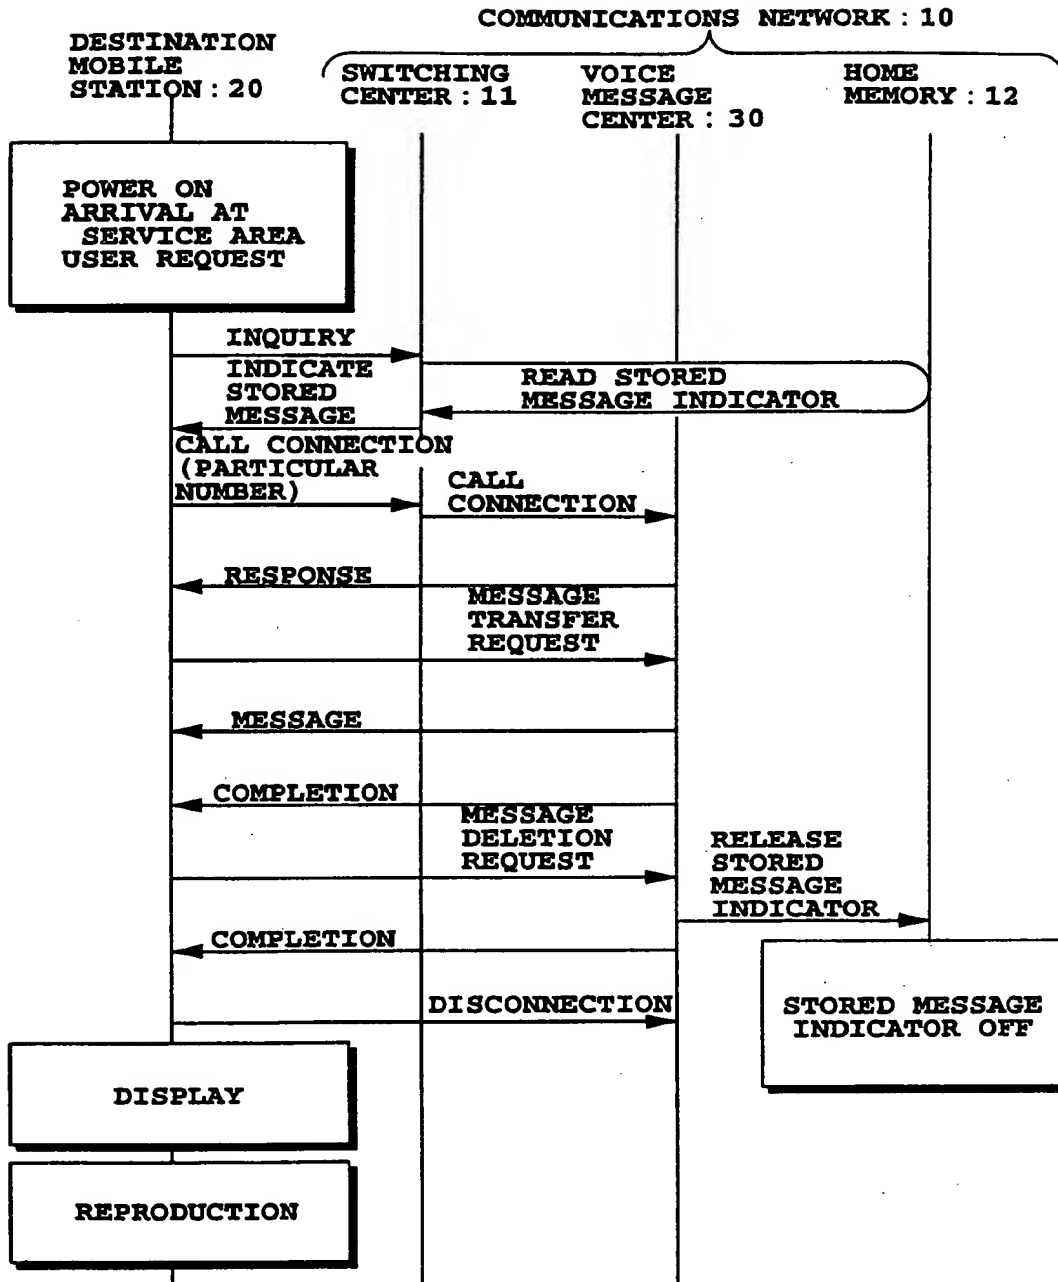 COMMUNICATIONS NETWORK : 10
DESTINATION
MOBILE
STATION : 20
SWITCHING
CENTER : 11
VOICE
MESSAGE
CENTER : 30
HOME
MEMORY : 12
POWER ON
ARRIVAL AT
SERVICE AREA
USER REQUEST
INQUIRY
READ STORED
MESSAGE INDICATOR
INDICATE
STORED
MESSAGE
CALL CONNECTION
(PARTICULAR
NUMBER)
CALL
CONNECTION
RESPONSE
MESSAGE
TRANSFER
REQUEST
MESSAGE
COMPLETION
MESSAGE
DELETION
REQUEST
RELEASE
STORED
MESSAGE
INDICATOR
COMPLETION
STORED MESSAGE
INDICATOR OFF
DISCONNECTION
DISPLAY
REPRODUCTION